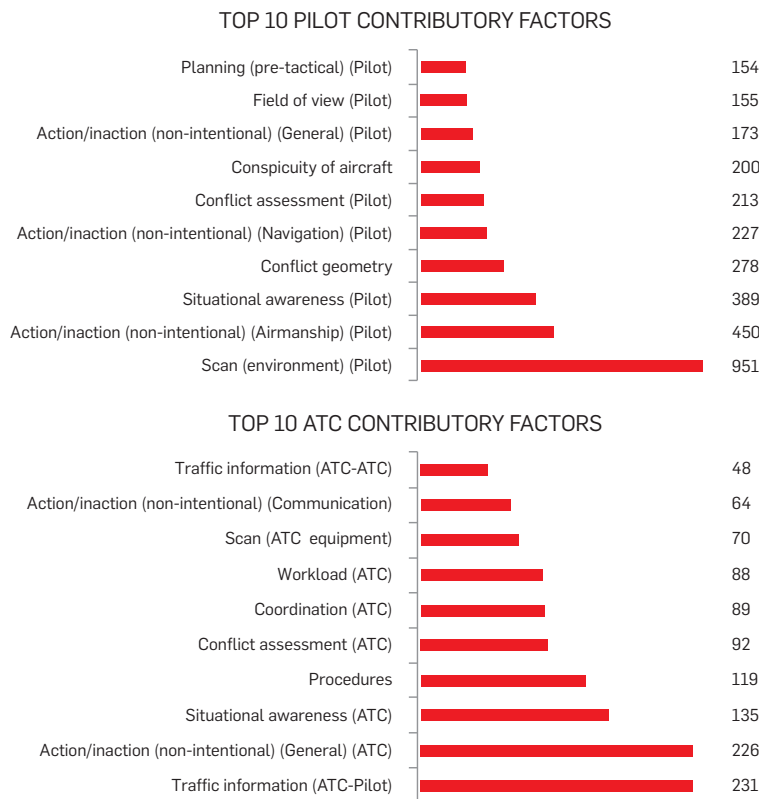 TOP 10 PILOT CONTRIBUTORY FACTORS
Planning (pre-tactical) (Pilot) 154
Field of view (Pilot) 155
Action/inaction (non-intentional) (General) (Pilot) 173
Conspicuity of aircraft 200
Conflict assessment (Pilot) 213
Action/inaction (non-intentional) (Navigation) (Pilot) 227
Conflict geometry 278
Situational awareness (Pilot) 389
Action/inaction (non-intentional) (Airmanship) (Pilot) 450
Scan (environment) (Pilot) 951
TOP 10 ATC CONTRIBUTORY FACTORS
Traffic information (ATC-ATC) 48
Action/inaction (non-intentional) (Communication) 64
Scan (ATC equipment) 70
Workload (ATC) 88
Coordination (ATC) 89
Conflict assessment (ATC) 92
Procedures 119
Situational awareness (ATC) 135
Action/inaction (non-intentional) (General) (ATC) 226
Traffic information (ATC-Pilot) 231